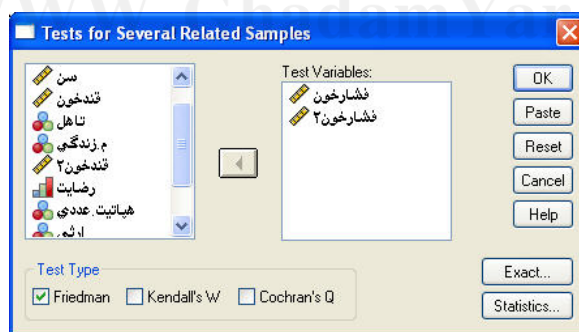 Tests for Several Related Samples
سن
قندخون
تاهل
م.زندگي
قندخون۲
رضايت
هپاتيت.عددي
ارثي
Test Variables:
فشارخون
فشارخون۲
OK
Paste
Reset
Cancel
Help
Test Type
Friedman
Kendall's W
Cochran's Q
Exact...
Statistics...